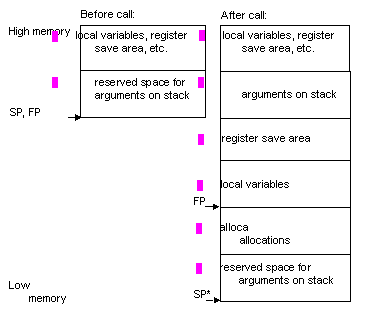 Before call:
After call:
High memory
local variables, register
save area, etc.
local variables, register
save area, etc.
reserved space for
arguments on stack
arguments on stack
SP, FP
register save area
local variables
FP
alloca
allocations
reserved space for
arguments on stack
Low
memory
SP*